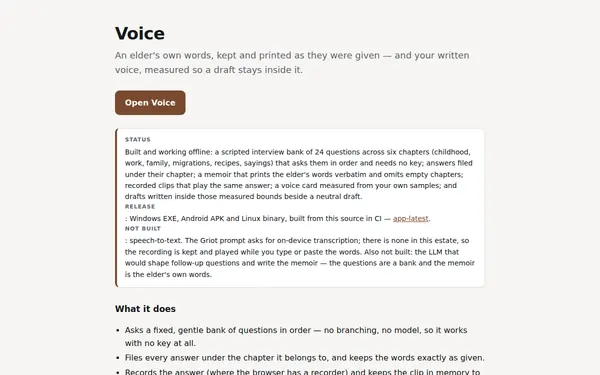 Voice
An elder's own words, kept and printed as they were given — and your written
voice, measured so a draft stays inside it.
Open Voice
STATUS
Built and working offline: a scripted interview bank of 24 questions across six chapters (childhood,
work, family, migrations, recipes, sayings) that asks them in order and needs no key; answers filed
under their chapter; a memoir that prints the elder's words verbatim and omits empty chapters;
recorded clips that play the same answer; a voice card measured from your own samples; and
drafts written inside those measured bounds beside a neutral draft.
RELEASE
: Windows EXE, Android APK and Linux binary, built from this source in CI — app-latest.
NOT BUILT
: speech-to-text. The Griot prompt asks for on-device transcription; there is none in this estate, so
the recording is kept and played while you type or paste the words. Also not built: the LLM that
would shape follow-up questions and write the memoir — the questions are a bank and the memoir
is the elder's own words.
What it does
• Asks a fixed, gentle bank of questions in order — no branching, no model, so it works
with no key at all.
• Files every answer under the chapter it belongs to, and keeps the words exactly as given.
• Records the answer (where the browser has a recorder) and keeps the clip in memory to